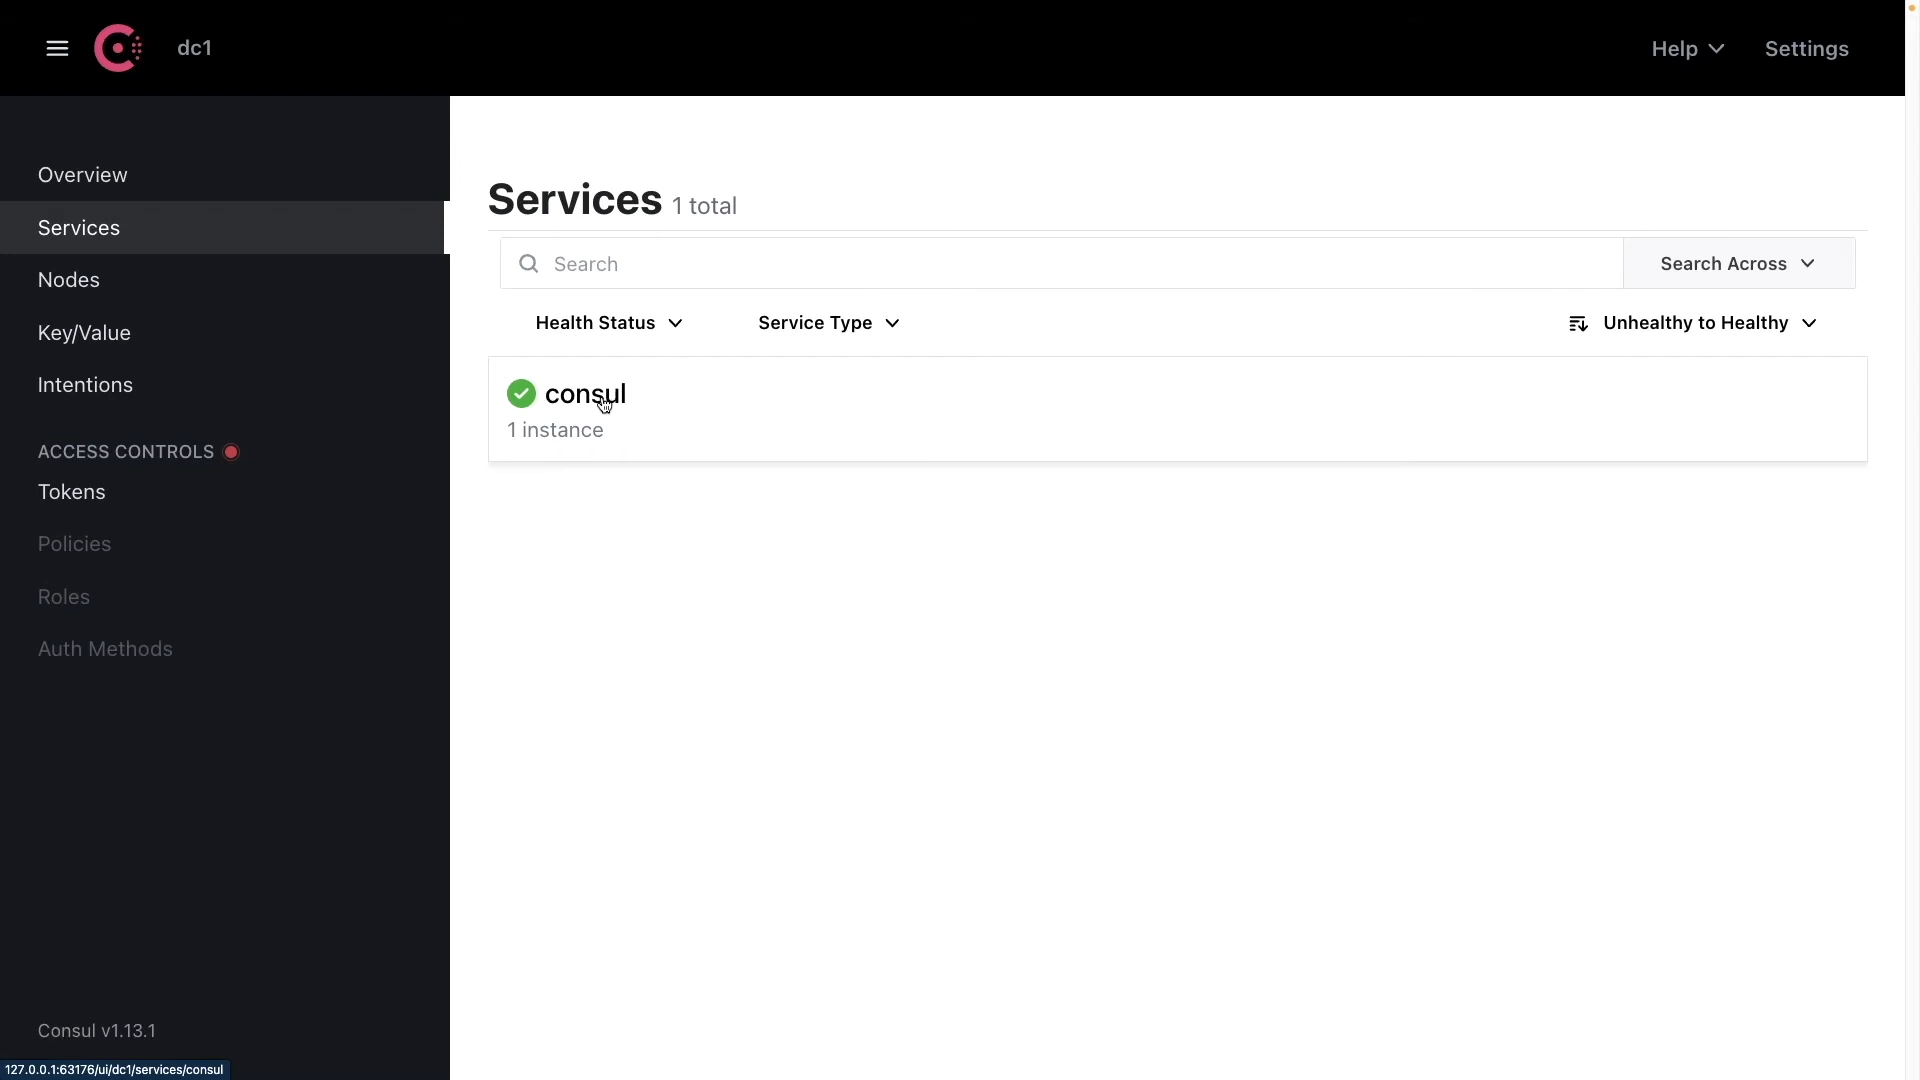 dc1
Help
Settings
Overview
Services
Nodes
Key/Value
Intentions
ACCESS CONTROLS
Tokens
Policies
Roles
Auth Methods
Consul v1.13.1
127.0.0.1:63176/ui/dc1/services/consul
Services 1 total
Search
Search Across
Health Status
Service Type
Unhealthy to Healthy
consul
1 instance